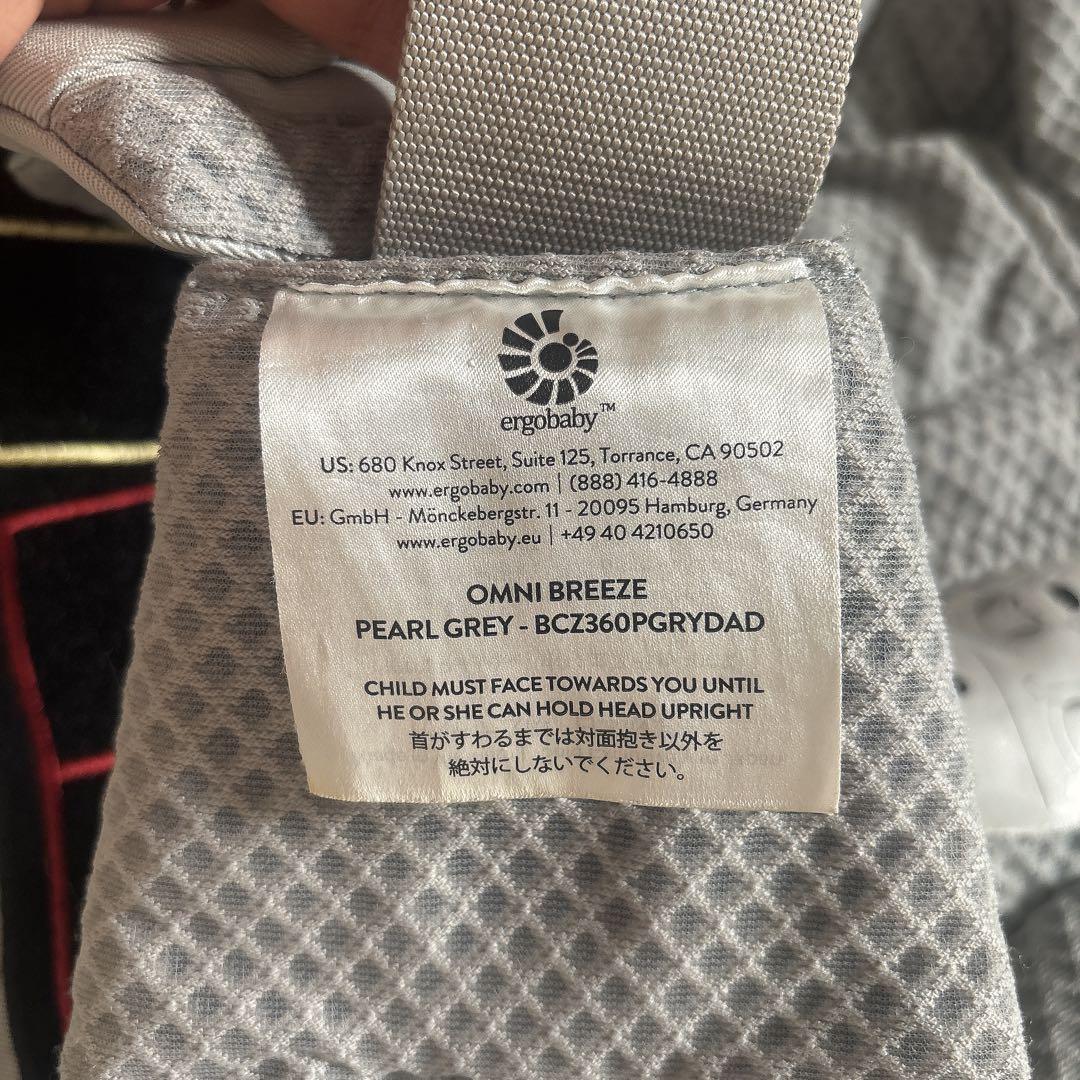 ergobaby™
US: 680 Knox Street, Suite 125, Torrance, CA 90502
www.ergobaby.com | (888) 416-4888
EU: GmbH - Mönckebergstr. 11 - 20095 Hamburg, Germany
www.ergobaby.eu | +49 40 4210650
OMNI BREEZE
PEARL GREY - BCZ360PGRYDAD
CHILD MUST FACE TOWARDS YOU UNTIL
HE OR SHE CAN HOLD HEAD UPRIGHT
首がすわるまでは対面抱き以外を
絶対にしないでください。